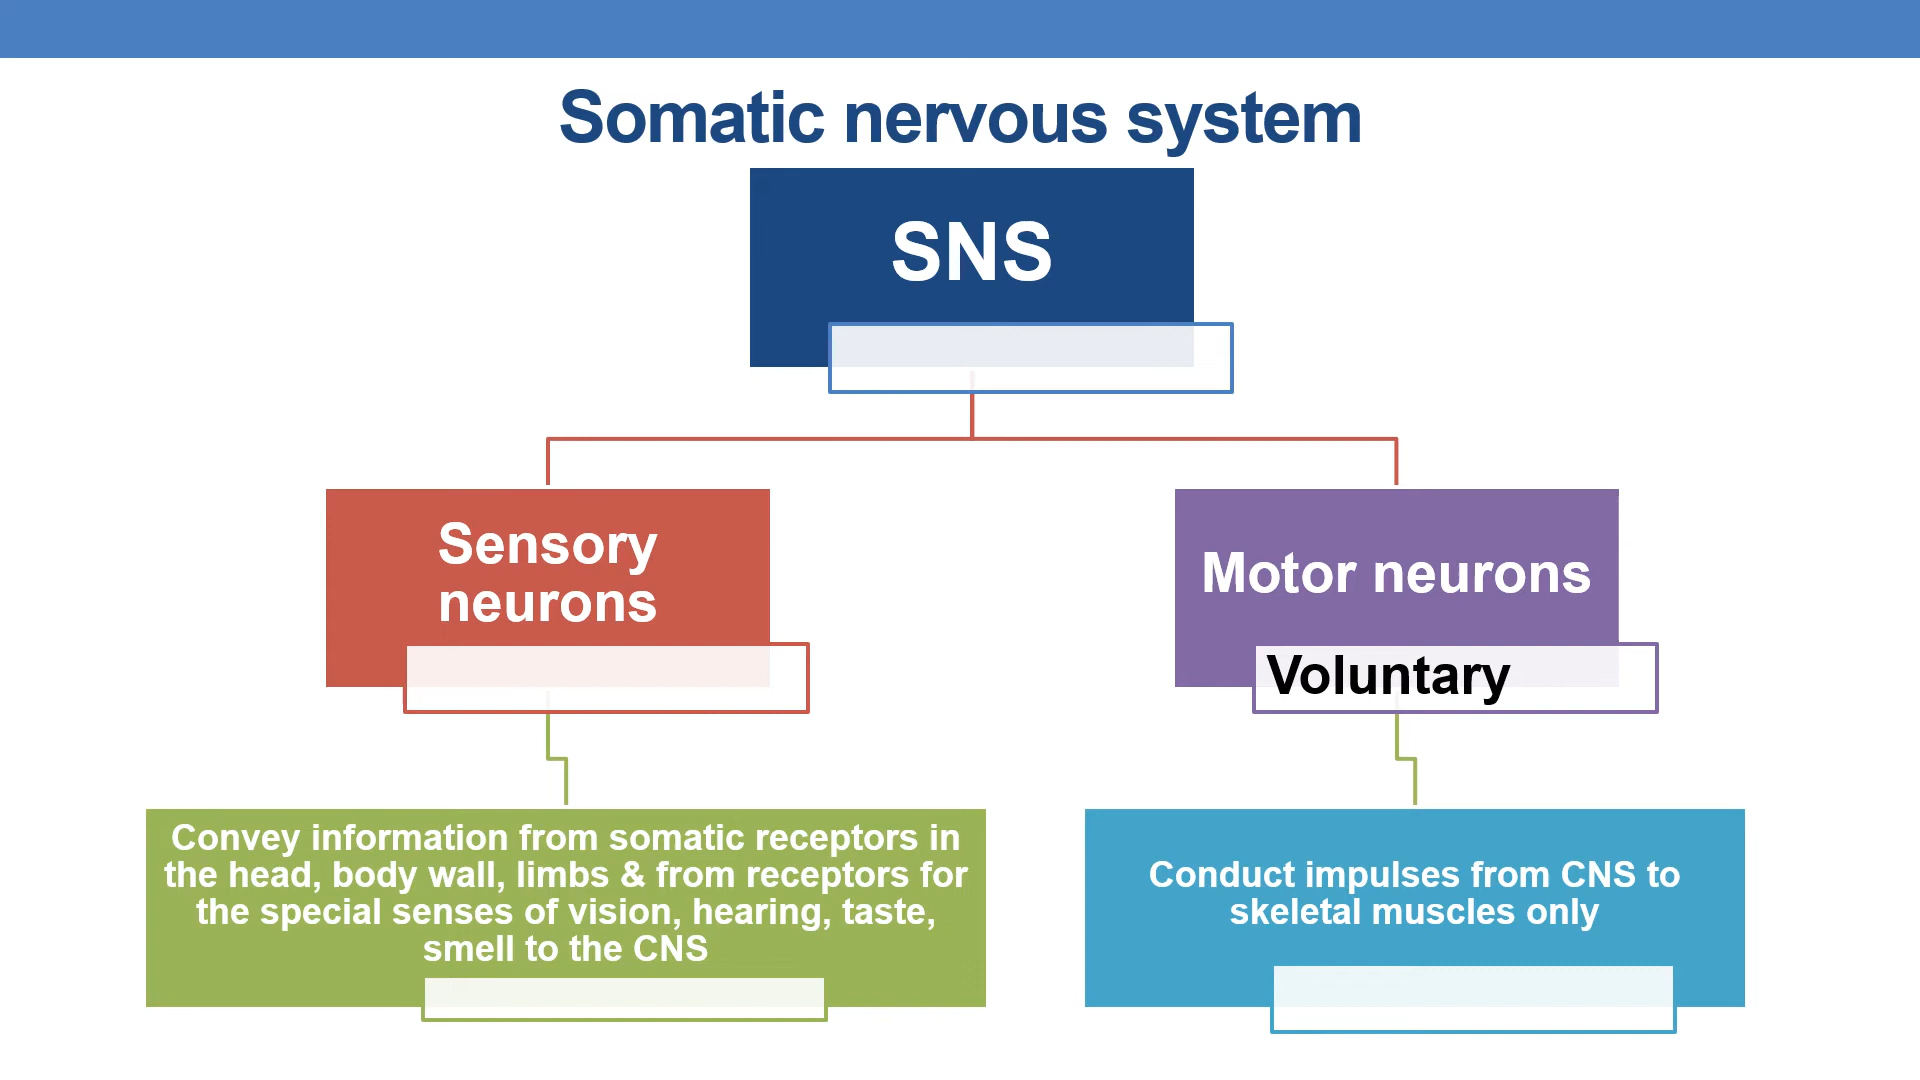 Somatic nervous system
SNS
Sensory
neurons
Motor neurons
Voluntary
Convey information from somatic receptors in
the head, body wall, limbs & from receptors for
the special senses of vision, hearing, taste,
smell to the CNS
Conduct impulses from CNS to
skeletal muscles only